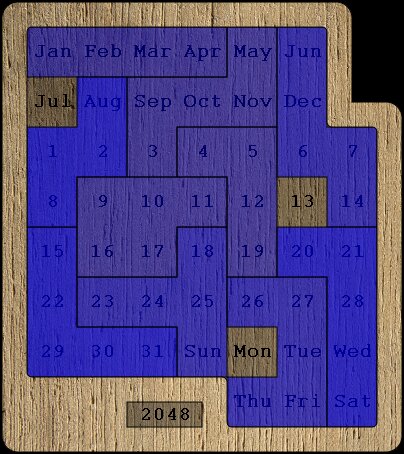 Jan Feb Mar Apr May Jun
Jul Aug Sep Oct Nov Dec
1 2 3 4 5 6 7
8 9 10 11 12 13 14
15 16 17 18 19 20 21
22 23 24 25 26 27 28
29 30 31 Sun Mon Tue Wed
Thu Fri Sat
2048